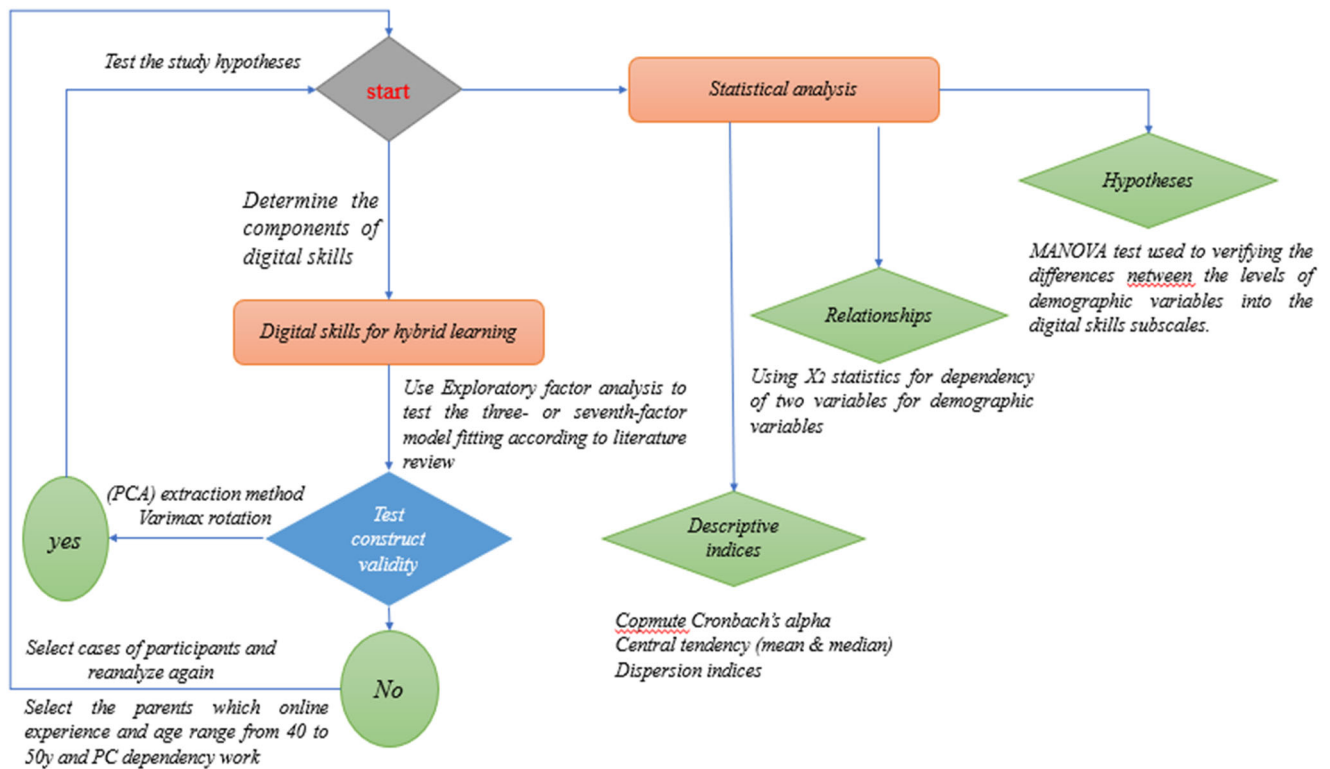 Test the study hypotheses
start
Statistical analysis
Hypotheses
MANOVA test used to verifying the
differences netween the levels of
demographic variables into the
digital skills subscales.
Determine the
components of
digital skills
Relationships
Using X2 statistics for dependency
of two variables for demographic
variables
Digital skills for hybrid learning
Use Exploratory factor analysis to
test the three- or seventh-factor
model fitting according to literature
review
(PCA) extraction method
Varimax rotation
yes
Test
construct
validity
Descriptive
indices
Copmute Cronbach's alpha
Central tendency (mean & median)
Dispersion indices
Select cases of participants and
reanalyze again
No
Select the parents which online
experience and age range from 40 to
50y and PC dependency work